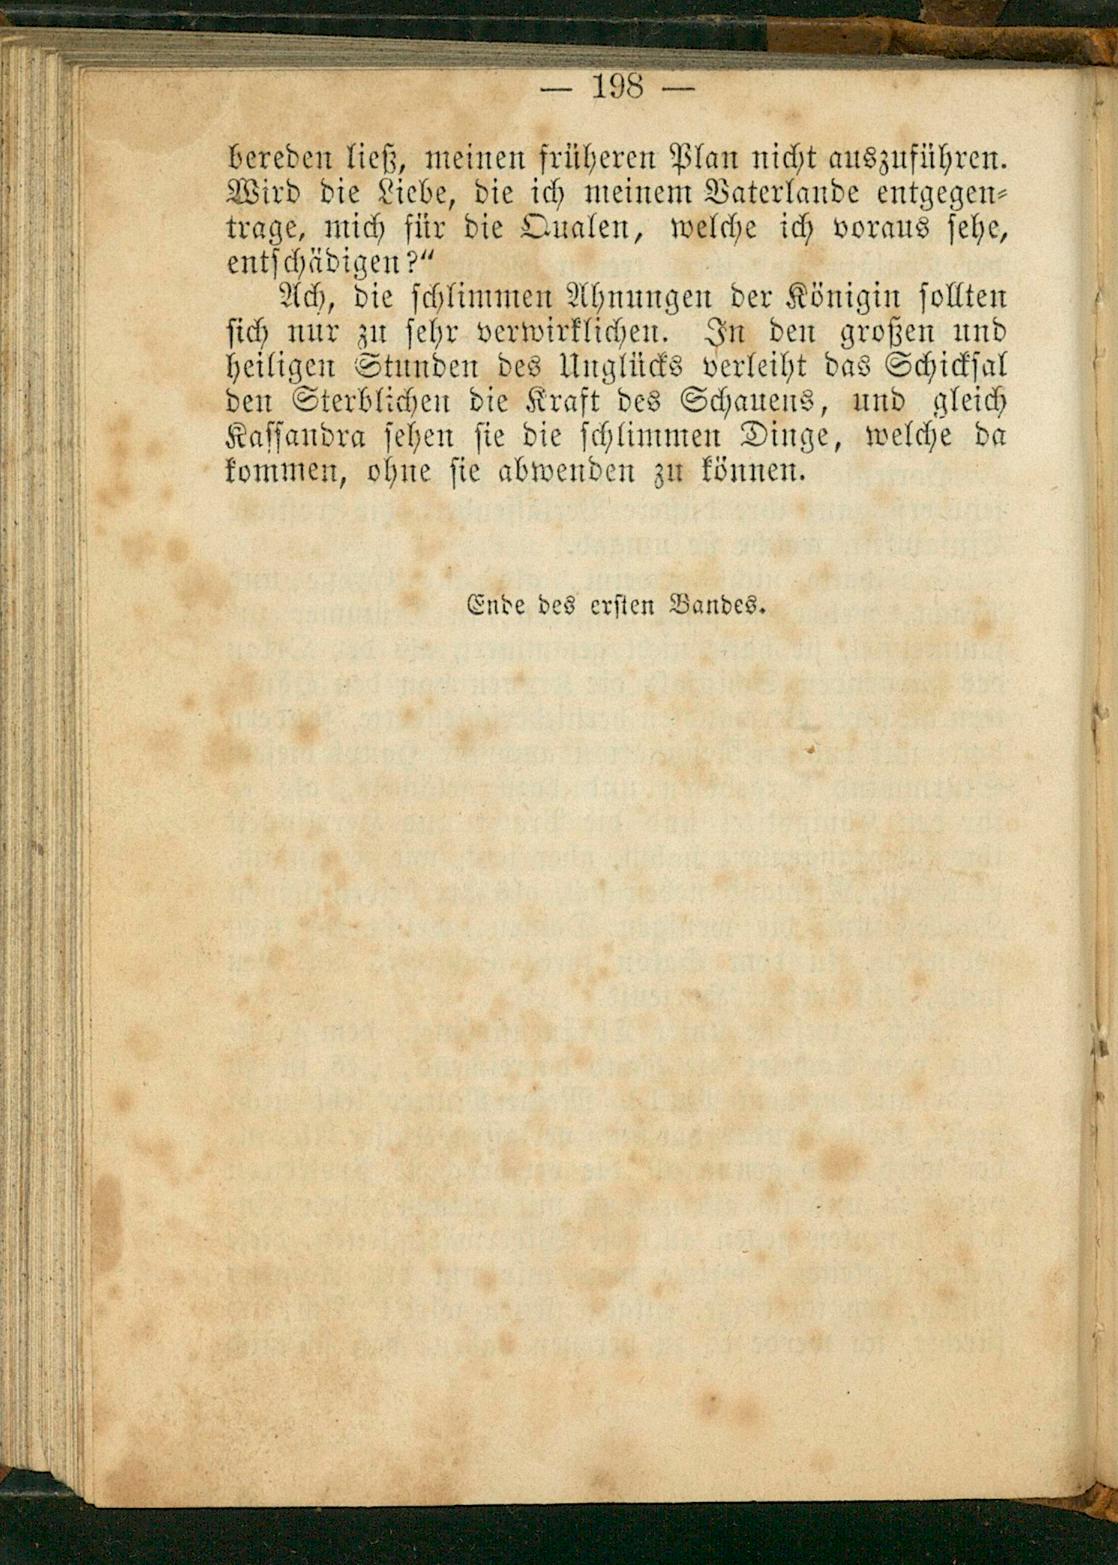 — 198 —
bereden ließ, meinen früheren Plan nicht auszuführen.
Wird die Liebe, die ich meinem Vaterlande entgegen-
trage, mich für die Qualen, welche ich voraus sehe,
entschädigen?“
Ach, die schlimmen Ahnungen der Königin sollten
sich nur zu sehr verwirklichen. In den großen und
heiligen Stunden des Unglücks verleiht das Schicksal
den Sterblichen die Kraft des Schauens, und gleich
Kassandra sehen sie die schlimmen Dinge, welche da
kommen, ohne sie abwenden zu können.
Ende des ersten Bandes.